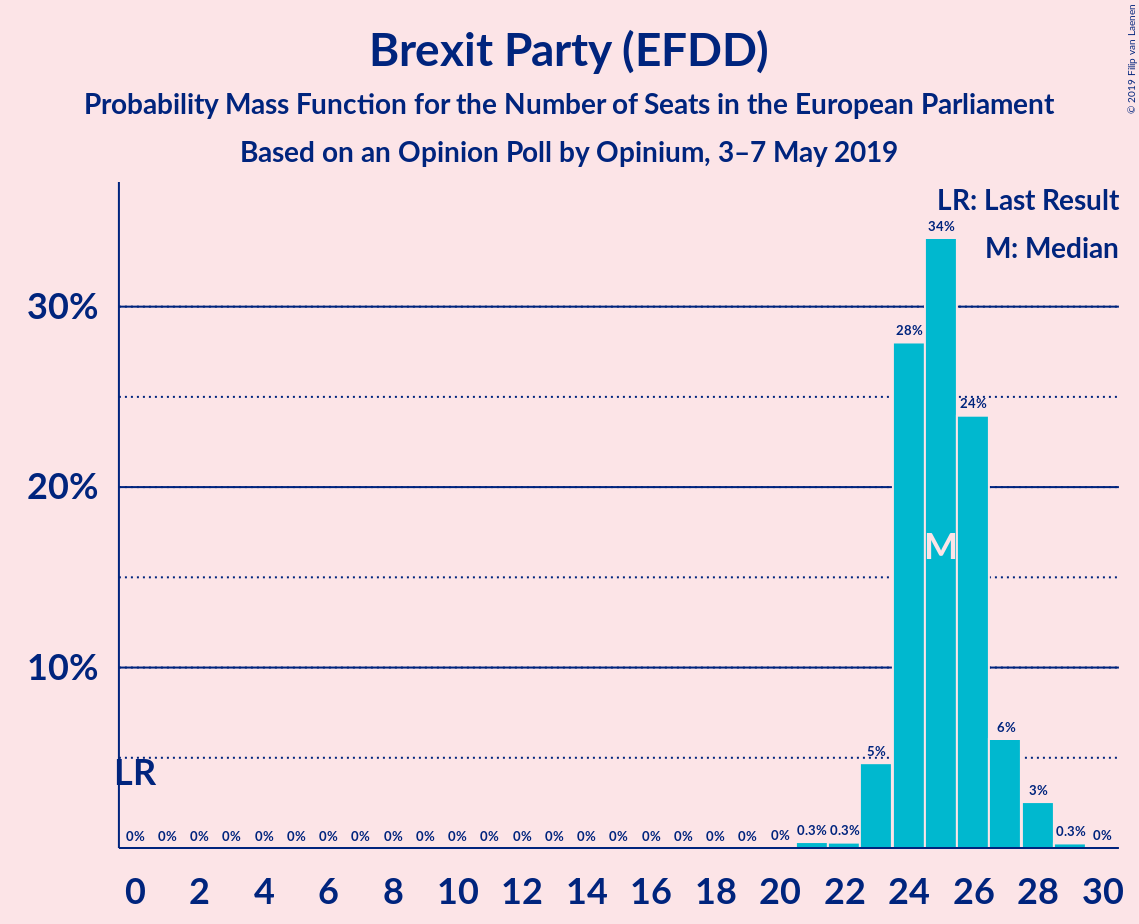 Brexit Party (EFDD)
Probability Mass Function for the Number of Seats in the European Parliament
Based on an Opinion Poll by Opinium, 3–7 May 2019
© 2019 Filip van Laenen
LR: Last Result
M: Median
30%
20%
10%
LR
M
0% 0% 0% 0% 0% 0% 0% 0% 0% 0% 0% 0% 0% 0% 0% 0% 0% 0% 0% 0% 0% 0.3% 0.3% 5% 28% 34% 24% 6% 3% 0.3% 0%
0 2 4 6 8 10 12 14 16 18 20 22 24 26 28 30